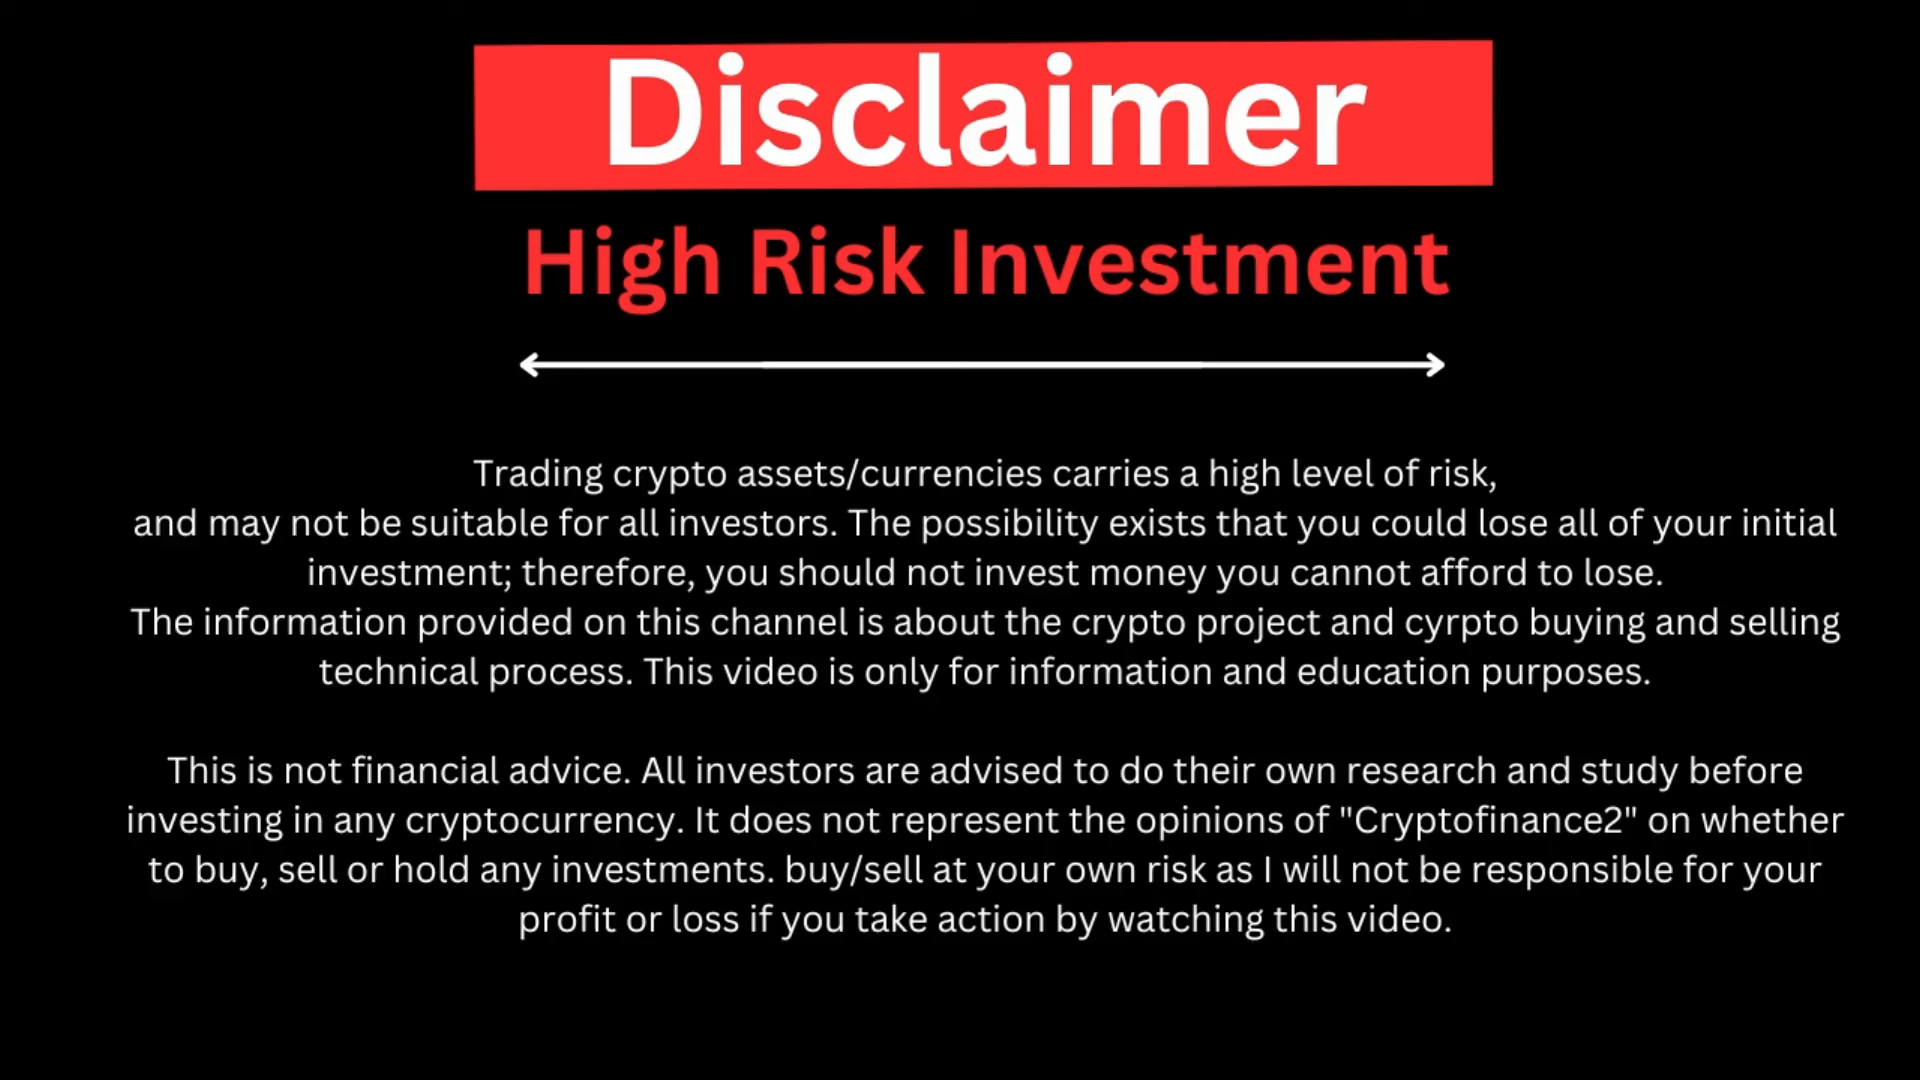 Disclaimer
High Risk Investment
Trading crypto assets/currencies carries a high level of risk,
and may not be suitable for all investors. The possibility exists that you could lose all of your initial
investment; therefore, you should not invest money you cannot afford to lose.
The information provided on this channel is about the crypto project and cyrpto buying and selling
technical process. This video is only for information and education purposes.
This is not financial advice. All investors are advised to do their own research and study before
investing in any cryptocurrency. It does not represent the opinions of "Cryptofinance2" on whether
to buy, sell or hold any investments. buy/sell at your own risk as I will not be responsible for your
profit or loss if you take action by watching this video.